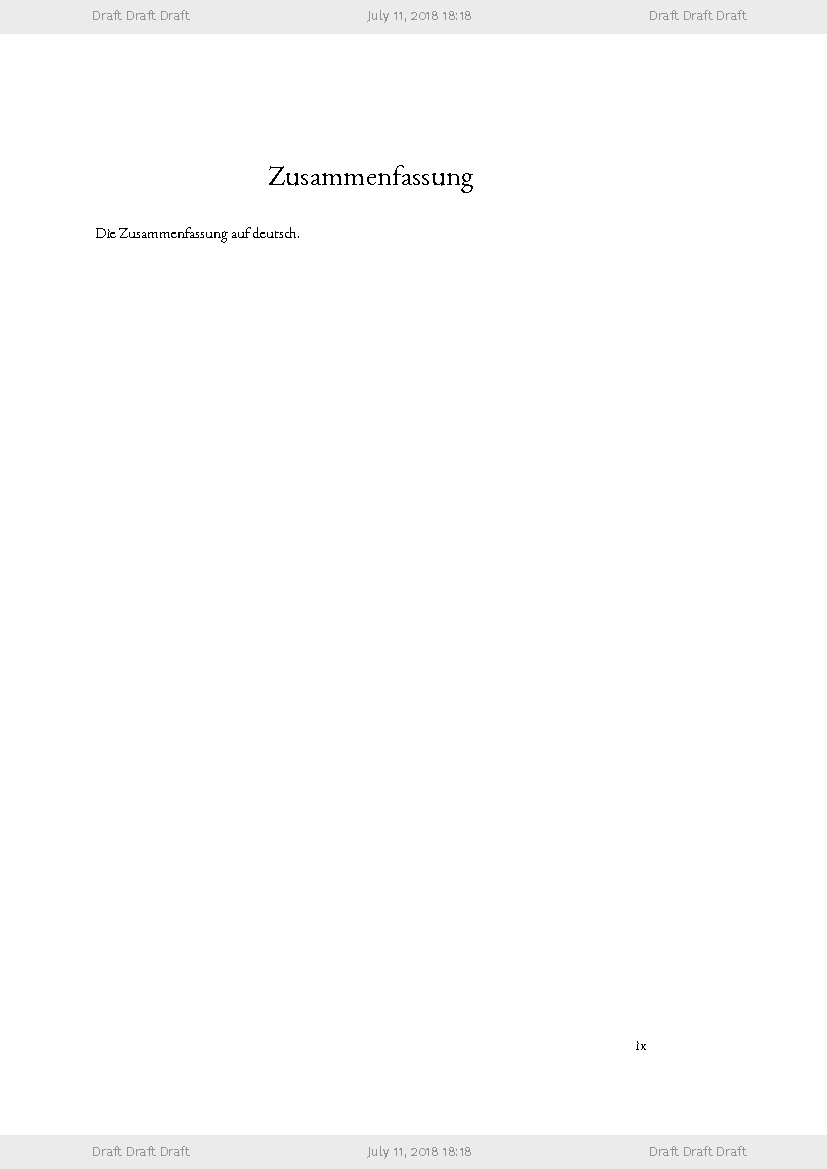 Draft Draft Draft July 11, 2018 18:18 Draft Draft Draft
Zusammenfassung
Die Zusammenfassung auf deutsch.
ix
Draft Draft Draft July 11, 2018 18:18 Draft Draft Draft